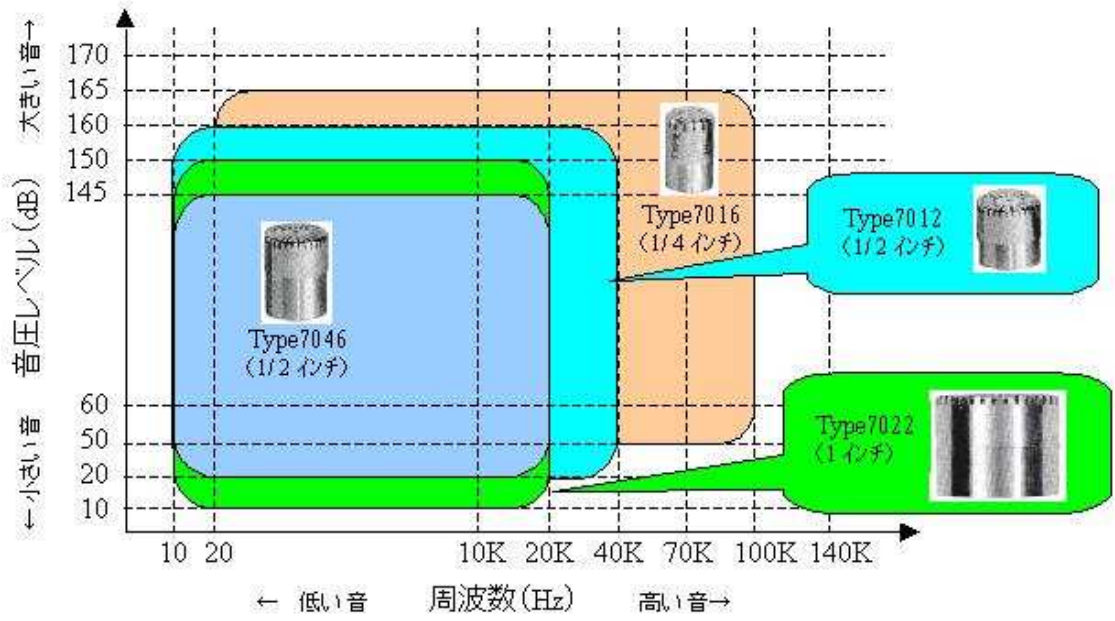 大きい音→
音圧レベル(dB)
←小さい音
170
165
160
150
145
60
50
20
10
Type7016
(1/4 インチ)
Type7012
(1/2 インチ)
Type7046
(1/2 インチ)
Type7022
(1 インチ)
10 20 10K 20K 40K 70K 100K 140K
← 低い音 周波数(Hz) 高い音→